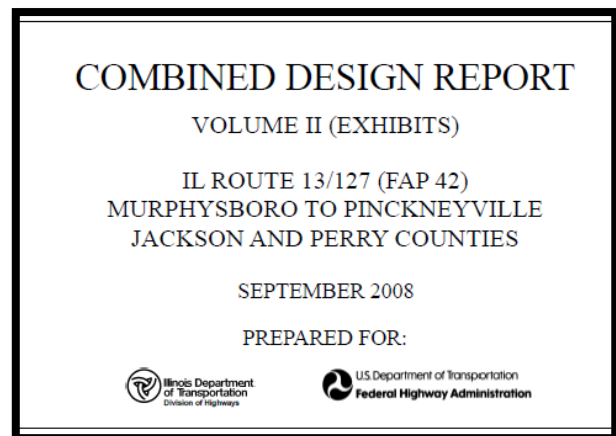 COMBINED DESIGN REPORT
VOLUME II (EXHIBITS)
IL ROUTE 13/127 (FAP 42)
MURPHYSBORO TO PINCKNEYVILLE
JACKSON AND PERRY COUNTIES
SEPTEMBER 2008
PREPARED FOR:
Illinois Department
of Transportation
Division of Highways
U.S. Department of Transportation
Federal Highway Administration